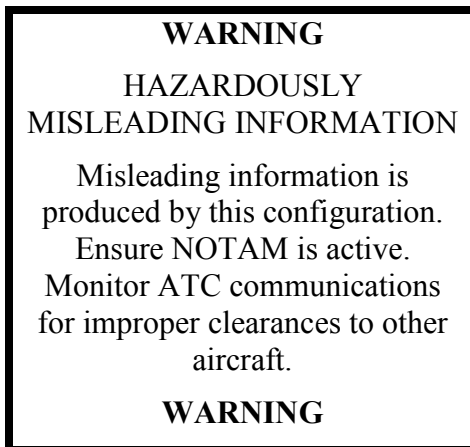 WARNING
HAZARDOUSLY
MISLEADING INFORMATION
Misleading information is
produced by this configuration.
Ensure NOTAM is active.
Monitor ATC communications
for improper clearances to other
aircraft.
WARNING